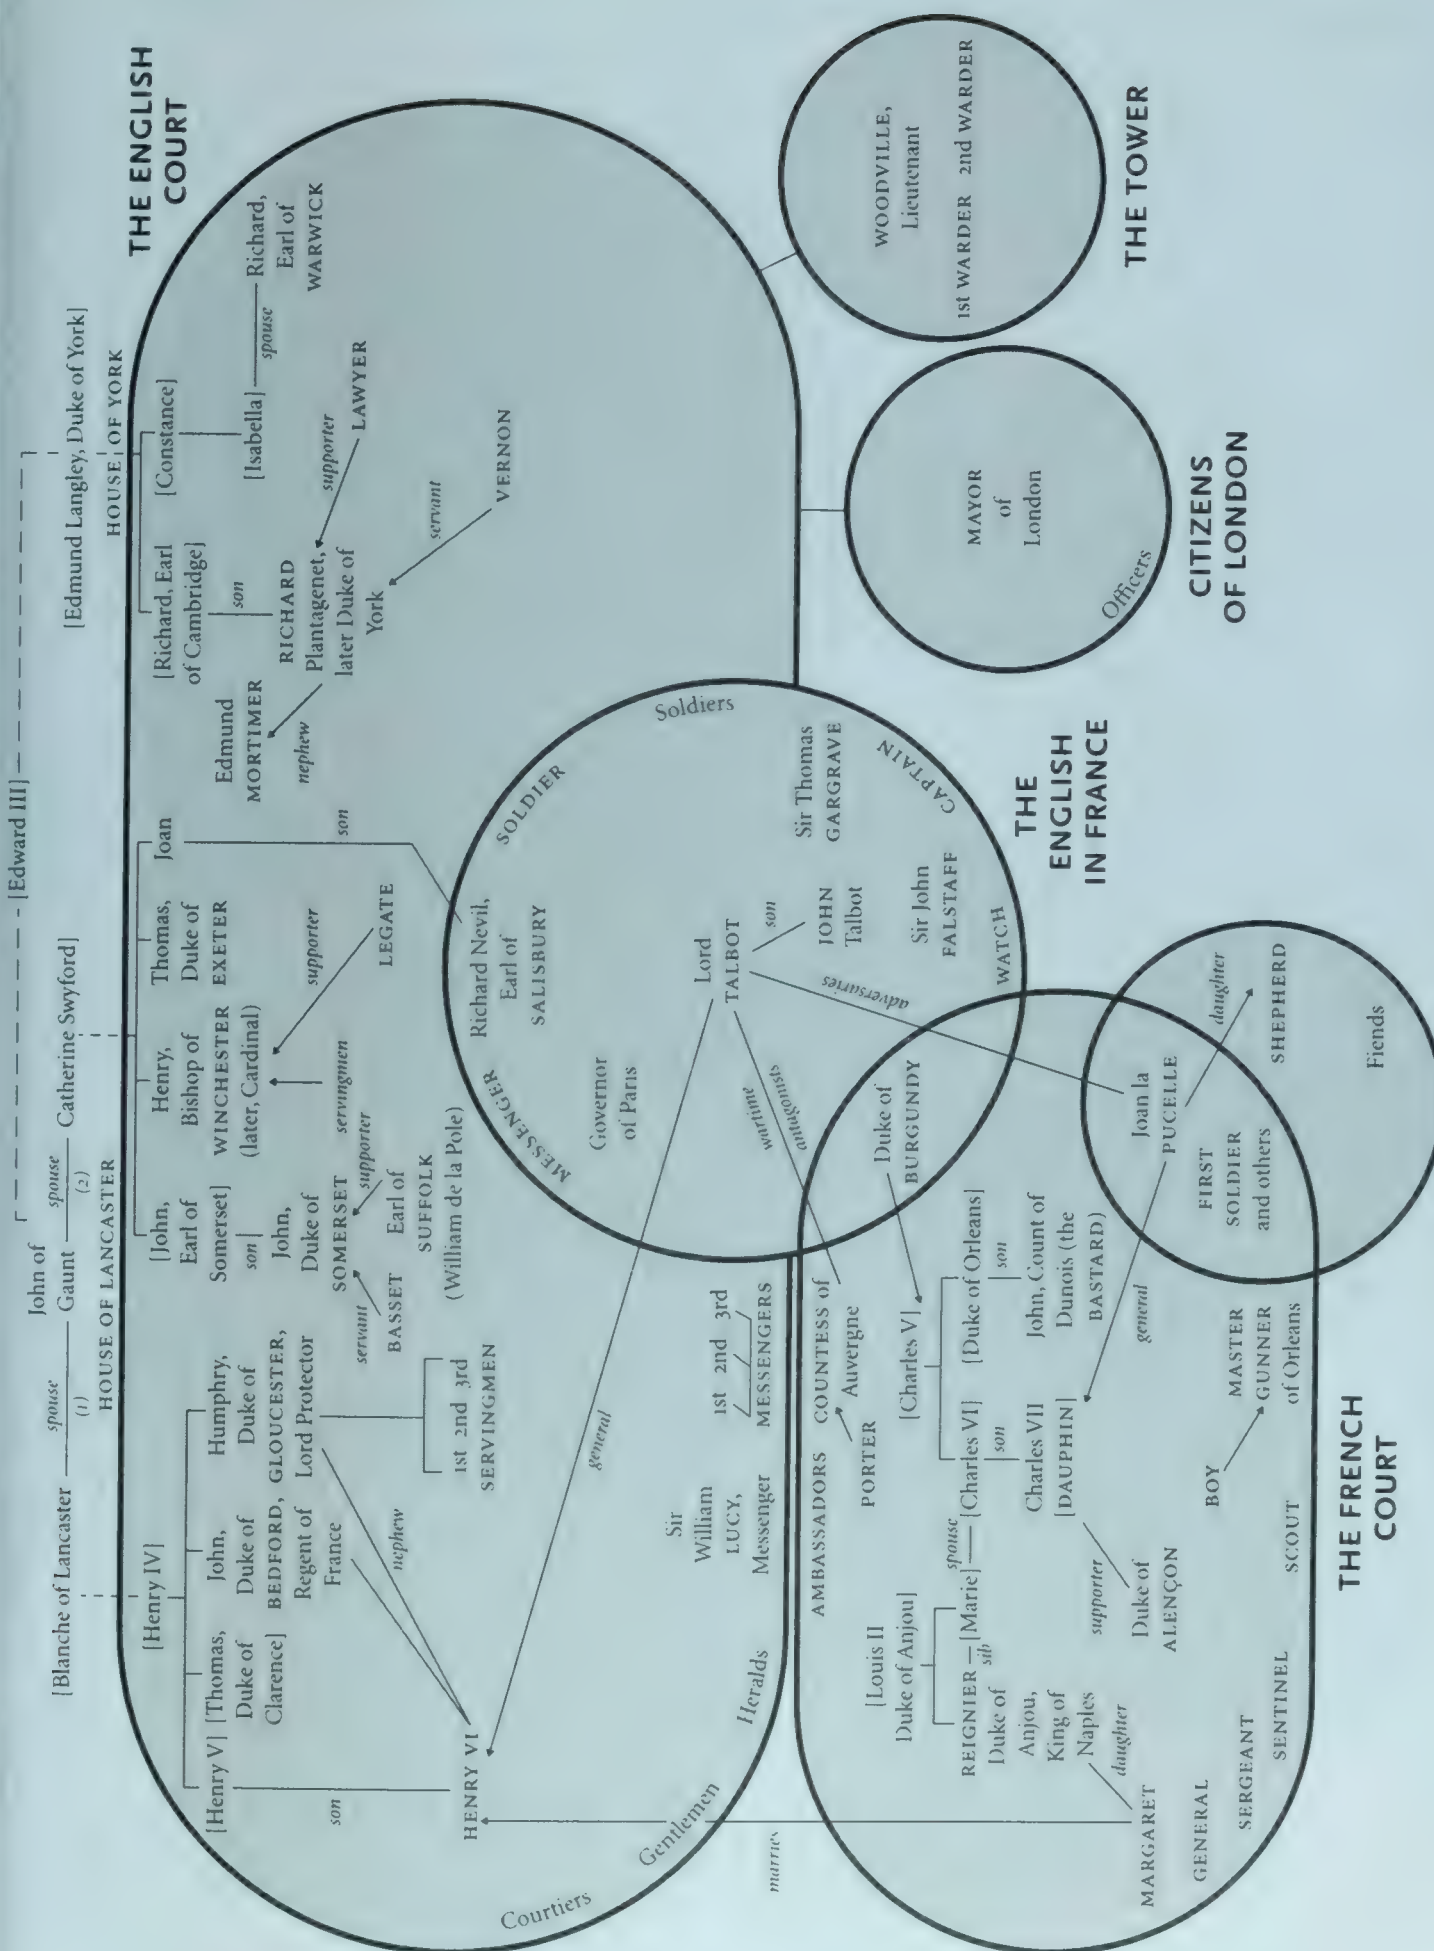 [Edward III]
John of
Gaunt
[Blanche of Lancaster
spouse
(1)
spouse
(2)
Catherine Swyford]
[Edmund Langley, Duke of York]
HOUSE OF LANCASTER
HOUSE OF YORK
THE ENGLISH
COURT
[Henry IV]
[Henry V]
[Thomas,
Duke of
Clarence]
John,
Duke of
BEDFORD,
Regent of
France
Humphry,
Duke of
GLOUCESTER,
Lord Protector
[John,
Earl of
Somerset]
son
John,
Duke of
SOMERSET
Henry,
Bishop of
WINCHESTER
(later, Cardinal)
Thomas,
Duke of
EXETER
Joan
[Richard, Earl
of Cambridge]
son
RICHARD
Plantagenet,
later Duke of
York
[Constance]
[Isabella]
spouse
Richard,
Earl of
WARWICK
Edmund
MORTIMER
nephew
supporter
LAWYER
servant
VERNON
son
HENRY VI
nephew
1st 2nd 3rd
SERVINGMEN
servant
BASSET
supporter
Earl of
SUFFOLK
(William de la Pole)
servingmen
supporter
LEGATE
son
general
Courtiers
Gentlemen
Heralds
Sir
William
LUCY,
Messenger
1st 2nd 3rd
MESSENGERS
MESSENGER
SOLDIER
Soldiers
CAPTAIN
WATCH
Richard Nevil,
Earl of
SALISBURY
Governor
of Paris
Lord
TALBOT
son
JOHN
Talbot
Sir Thomas
GARGRAVE
Sir John
FALSTAFF
adversaries
wartime
antagonists
THE
ENGLISH
IN FRANCE
MAYOR
of
London
Officers
CITIZENS
OF LONDON
WOODVILLE,
Lieutenant
1st WARDER 2nd WARDER
THE TOWER
marries
AMBASSADORS
COUNTESS of
Auvergne
PORTER
Duke of
BURGUNDY
[Louis II
Duke of Anjou]
REIGNIER
sib
[Marie]
spouse
Duke of
Anjou,
King of
Naples
daughter
MARGARET
[Charles V]
[Charles VI]
son
Charles VII
[DAUPHIN]
[Duke of Orleans]
son
John, Count of
Dunois (the
BASTARD)
supporter
Duke of
ALENÇON
general
Joan la
PUCELLE
daughter
SHEPHERD
Fiends
FIRST
SOLDIER
and others
BOY
MASTER
GUNNER
of Orleans
GENERAL
SERGEANT
SENTINEL
SCOUT
THE FRENCH
COURT